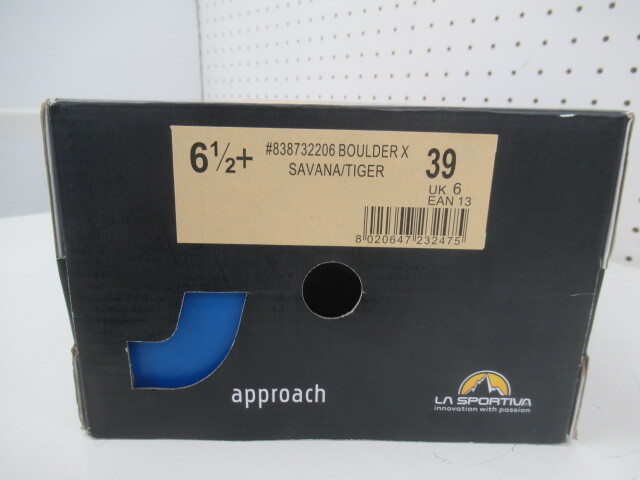 6½+
#838732206 BOULDER X
SAVANA/TIGER
39
UK 6
EAN 13
8 020647 232475
approach
LA SPORTIVA
innovation with passion